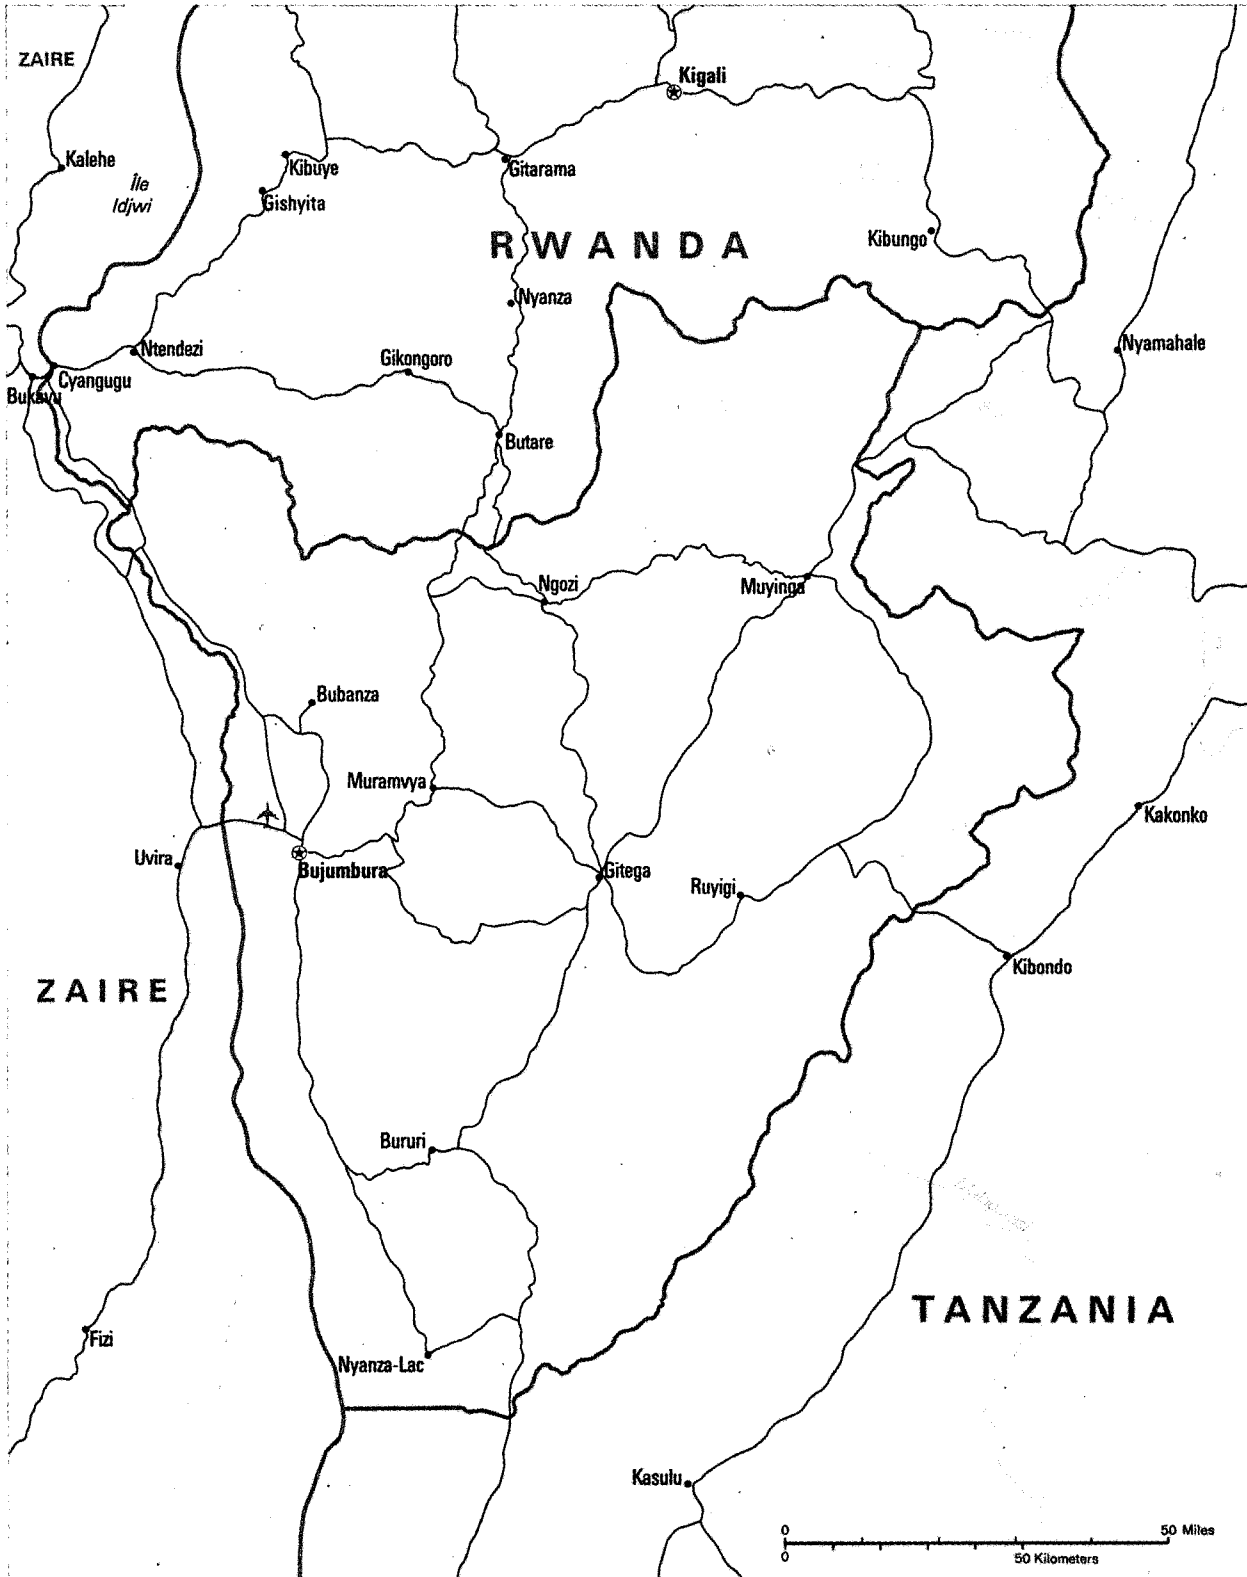 ZAIRE
Kigali
Kalehe
Kibuye
Gitarama
Île
Idjwi
Gishyita
RWANDA
Kibungo
Nyanza
Ntendezi
Gikongoro
Nyamahale
Cyangugu
Bukavu
Butare
Ngozi
Muyinga
Bubanza
Muramvya
Kakonko
Uvira
Bujumbura
Gitega
Ruyigi
Kibondo
ZAIRE
Bururi
TANZANIA
Fizi
Nyanza-Lac
Kasulu
0 50 Miles
0 50 Kilometers